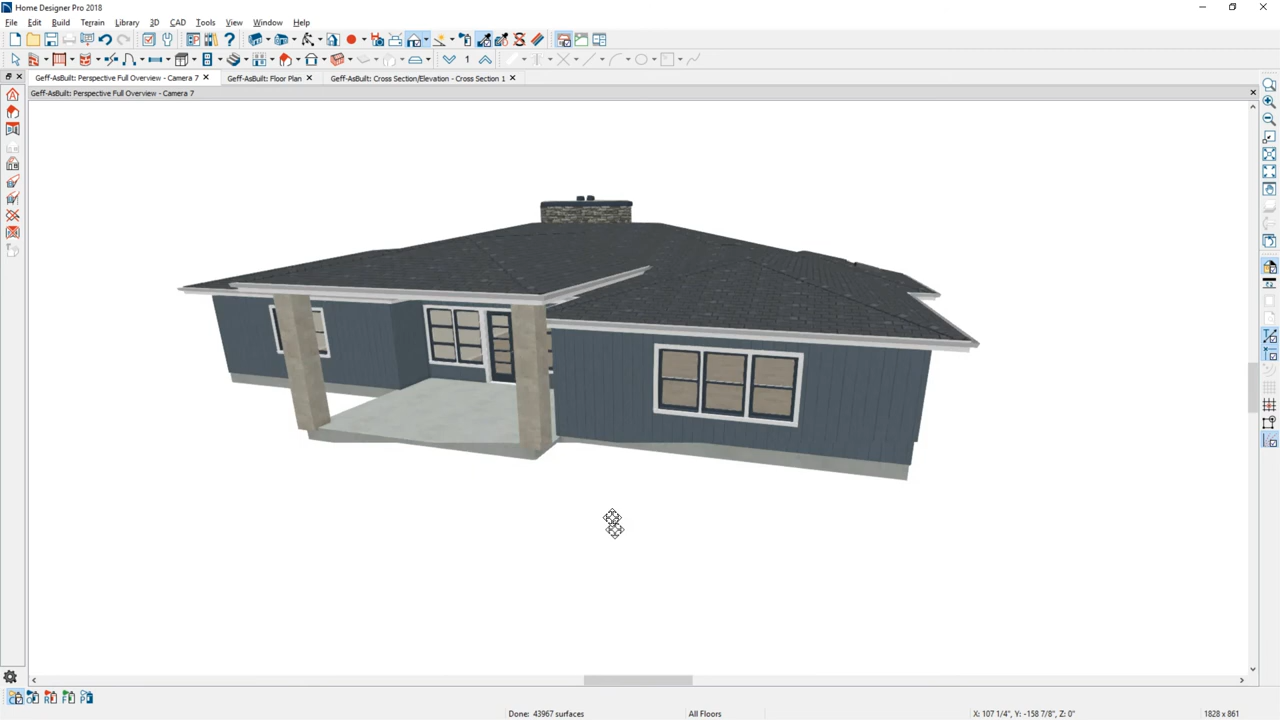 Home Designer Pro 2018
File Edit Build Terrain Library 3D CAD Tools View Window Help
1
Geff-AsBuilt: Perspective Full Overview - Camera 7 Geff-AsBuilt: Floor Plan Geff-AsBuilt: Cross Section/Elevation - Cross Section 1
Geff-AsBuilt: Perspective Full Overview - Camera 7
Done: 43967 surfaces All Floors X: 107 1/4", Y: -158 7/8", Z: 0" 1828 x 861